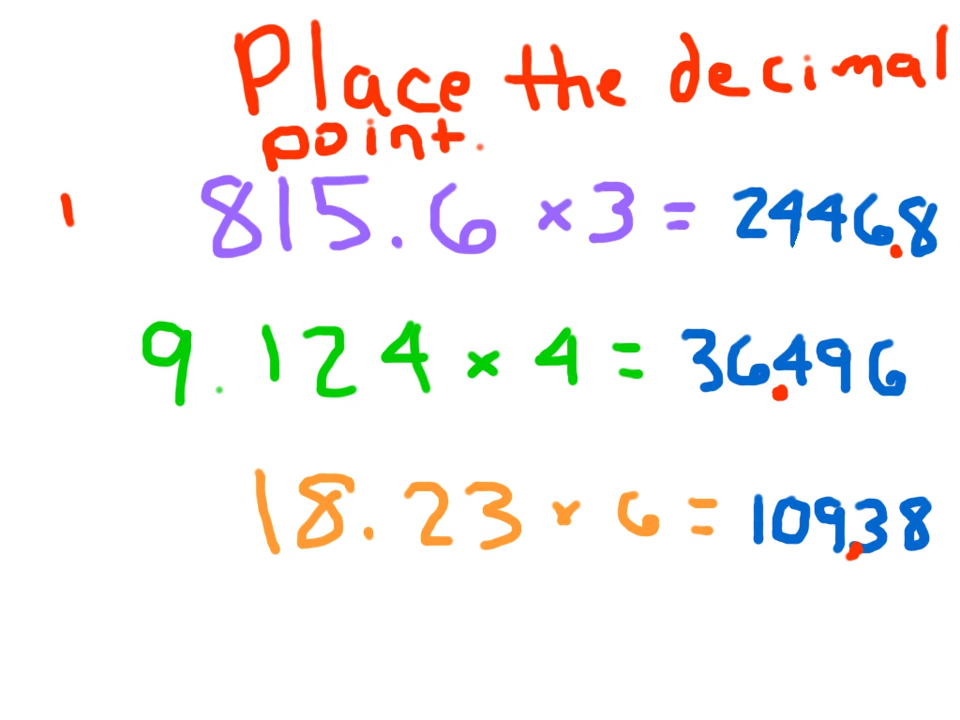 Place the decimal
point.
1 815.6 × 3 = 2446.8
9.124 × 4 = 36.496
18.23 × 6 = 109.38